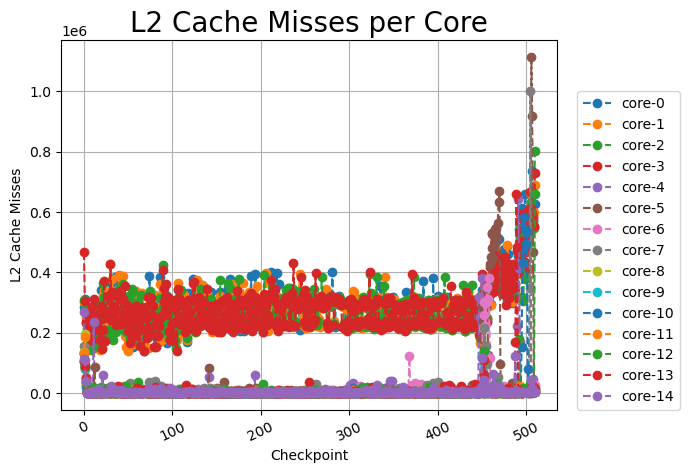 L2 Cache Misses per Core
1e6
1.0
0.8
0.6
0.4
0.2
0.0
L2 Cache Misses
0
100
200
300
400
500
Checkpoint
core-0
core-1
core-2
core-3
core-4
core-5
core-6
core-7
core-8
core-9
core-10
core-11
core-12
core-13
core-14